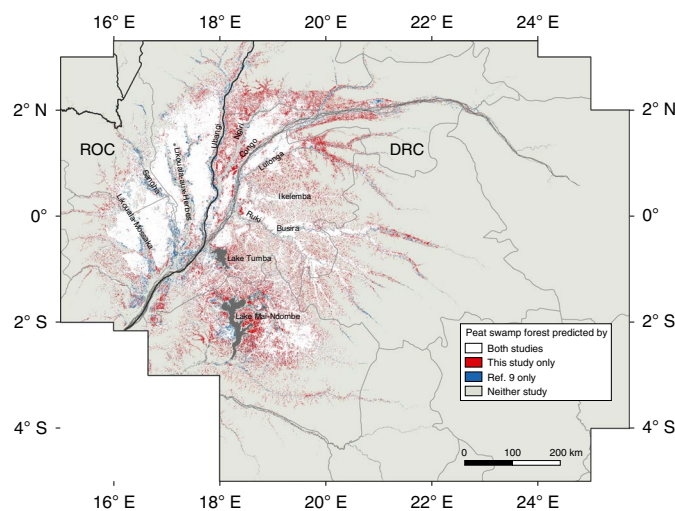 16° E 18° E 20° E 22° E 24° E
2° N 2° N
ROC DRC
Ubangi
Congo
Lulonga
Sangha
Likouala-aux-Herbes
Likouala-Mossaka
Ikelemba
0° 0°
Ruki
Busira
Lake Tumba
Lake Mai-Ndombe
2° S 2° S
Peat swamp forest predicted by
Both studies
This study only
Ref. 9 only
Neither study
4° S 4° S
0 100 200 km
16° E 18° E 20° E 22° E 24° E